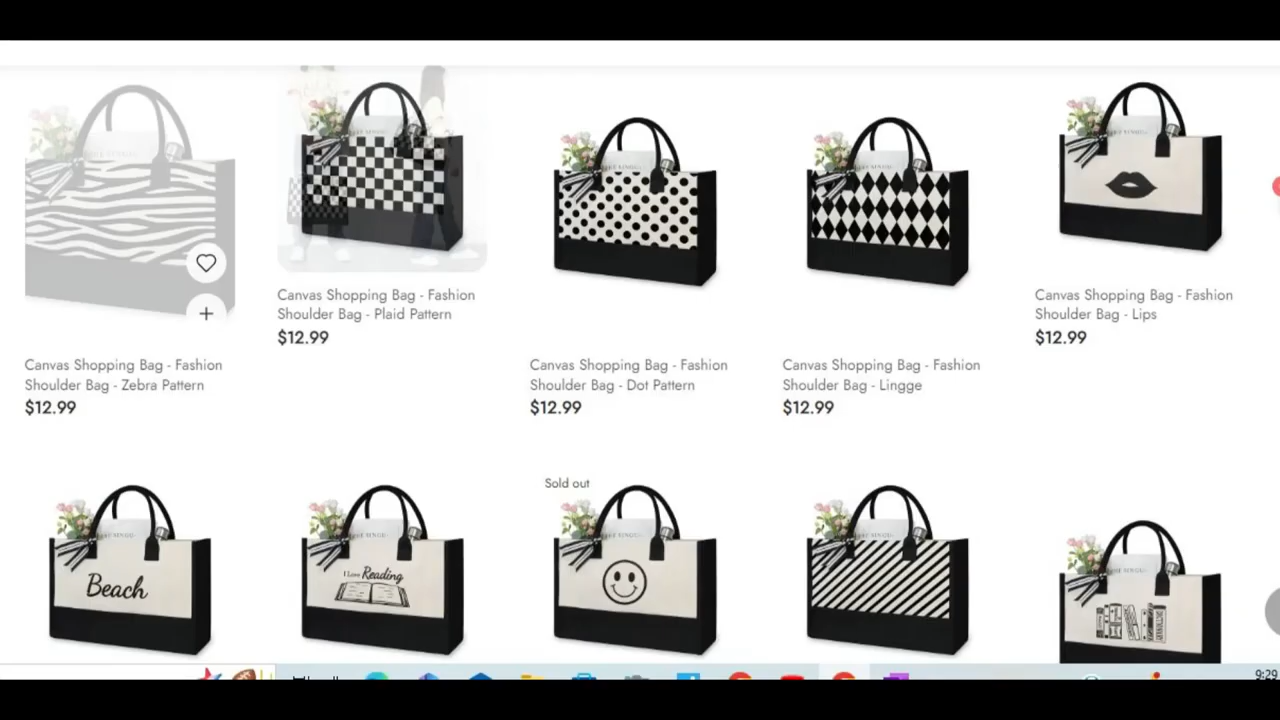 Canvas Shopping Bag - Fashion
Shoulder Bag - Zebra Pattern
$12.99
Canvas Shopping Bag - Fashion
Shoulder Bag - Plaid Pattern
$12.99
Canvas Shopping Bag - Fashion
Shoulder Bag - Dot Pattern
$12.99
Canvas Shopping Bag - Fashion
Shoulder Bag - Lingge
$12.99
Canvas Shopping Bag - Fashion
Shoulder Bag - Lips
$12.99
Beach
I Love Reading
Sold out
9:29